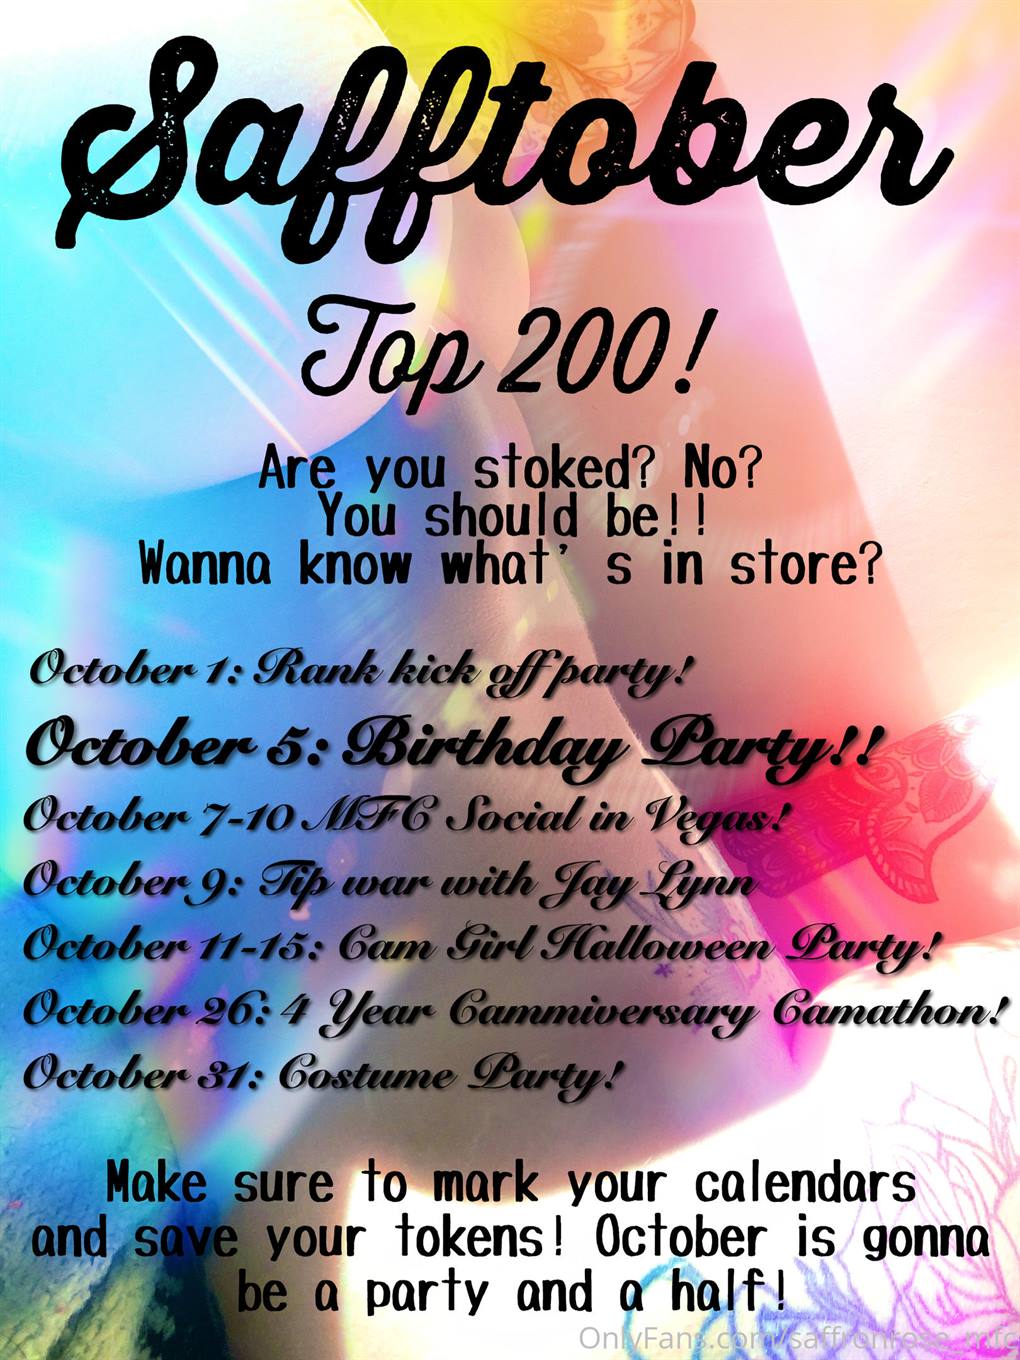 Safftober
Top 200!
Are you stoked? No?
You should be!!
Wanna know what's in store?
October 1: Rank kick off party!
October 5: Birthday Party!!
October 7-10 MFC Social in Vegas!
October 9: Tip war with Jay Lynn
October 11-15: Cam Girl Halloween Party!
October 26: 4 Year Cammiversary Camathon!
October 31: Costume Party!
Make sure to mark your calendars
and save your tokens! October is gonna
be a party and a half!
OnlyFans.com/saffronrose_mfc